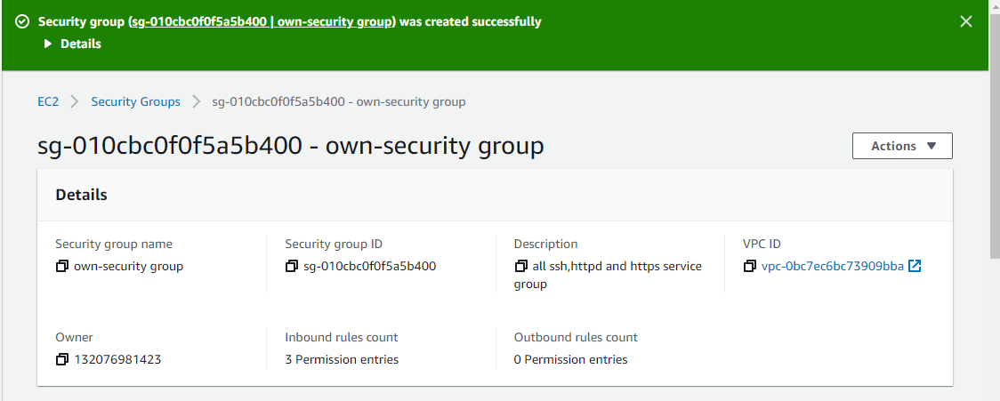 Security group (sg-010cbc0f0f5a5b400 | own-security group) was created successfully
Details
EC2 Security Groups sg-010cbc0f0f5a5b400 - own-security group
sg-010cbc0f0f5a5b400 - own-security group
Actions
Details
Security group name
own-security group
Security group ID
sg-010cbc0f0f5a5b400
Description
all ssh,httpd and https service
group
VPC ID
vpc-0bc7ec6bc73909bba
Owner
132076981423
Inbound rules count
3 Permission entries
Outbound rules count
0 Permission entries